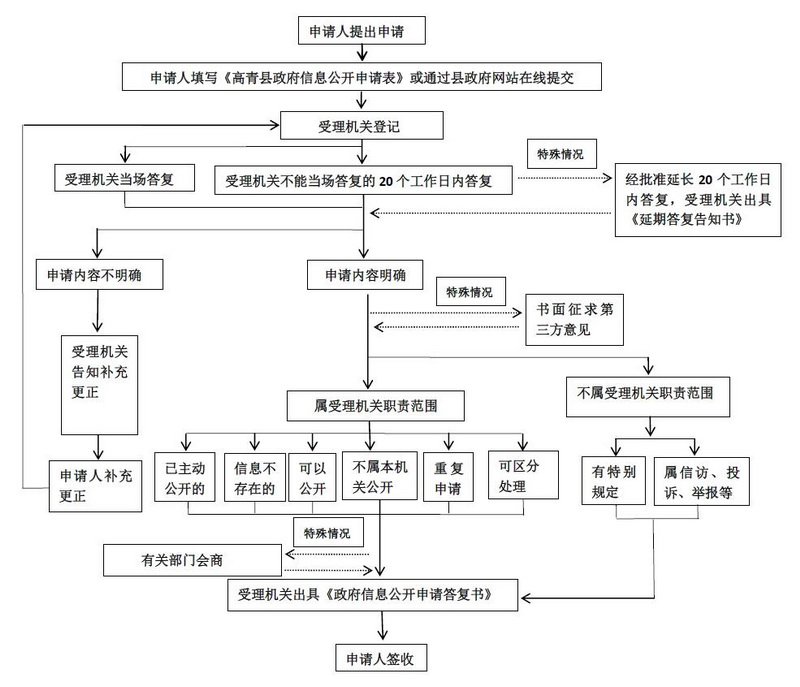 申请人提出申请
申请人填写《高青县政府信息公开申请表》或通过县政府网站在线提交
受理机关登记
特殊情况
受理机关当场答复
受理机关不能当场答复的 20 个工作日内答复
经批准延长 20 个工作日
内答复，受理机关出具
《延期答复告知书》
申请内容不明确
申请内容明确
特殊情况
书面征求第
三方意见
受理机关
告知补充
更正
属受理机关职责范围
不属受理机关职责范围
申请人补充
更正
已主动
公开的
信息不
存在的
可以
公开
不属本机
关公开
重复
申请
可区分
处理
有特别
规定
属信访、投
诉、举报等
特殊情况
有关部门会商
受理机关出具《政府信息公开申请答复书》
申请人签收